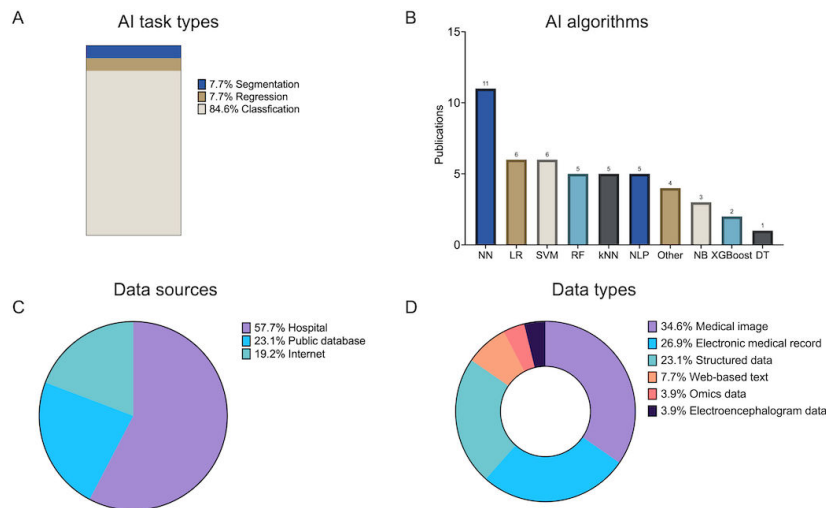 A
AI task types
7.7% Segmentation
7.7% Regression
84.6% Classfication
B
AI algorithms
Publications
15
10
5
0
11
6
6
5
5
5
4
3
2
1
NN LR SVM RF kNN NLP Other NB XGBoost DT
C
Data sources
57.7% Hospital
23.1% Public database
19.2% Internet
D
Data types
34.6% Medical image
26.9% Electronic medical record
23.1% Structured data
7.7% Web-based text
3.9% Omics data
3.9% Electroencephalogram data